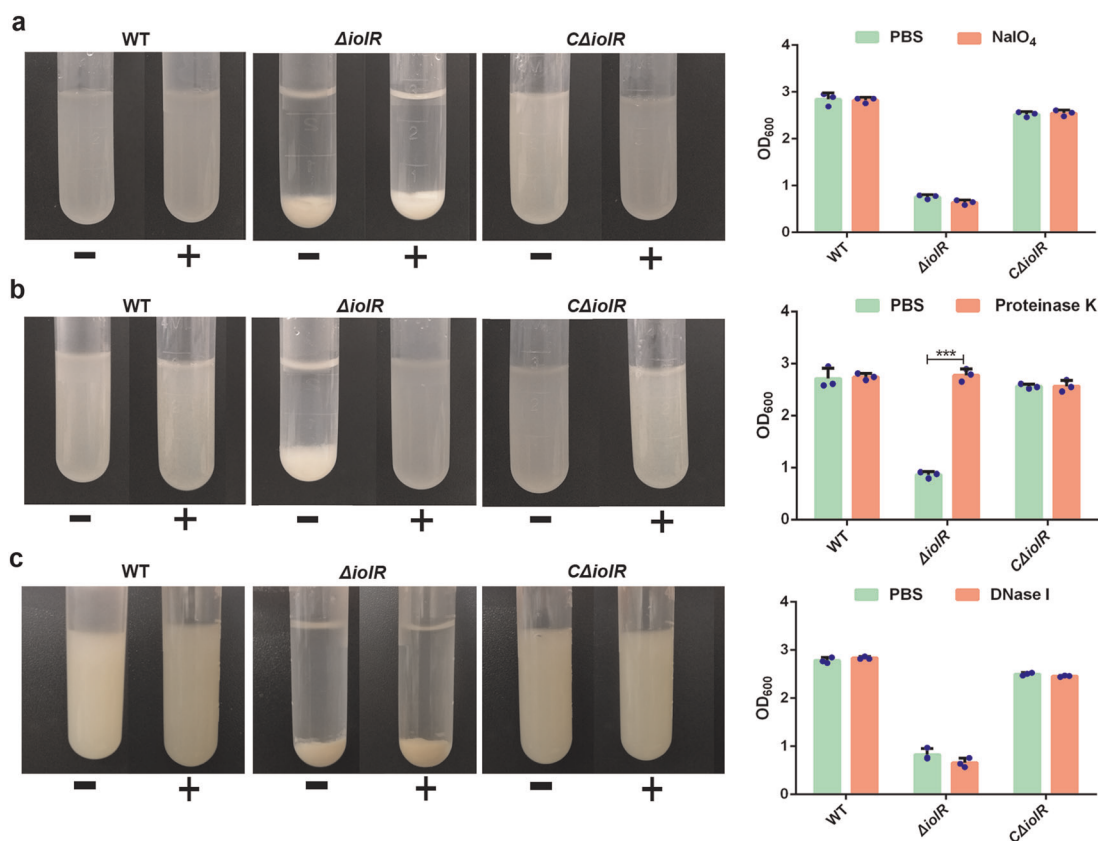 a
WT
ΔiolR
CΔiolR
− +
− +
− +
PBS NaIO₄
OD₆₀₀
4
3
2
1
0
WT
ΔiolR
CΔiolR
b
WT
ΔiolR
CΔiolR
− +
− +
− +
PBS Proteinase K
OD₆₀₀
4
3
2
1
0
***
WT
ΔiolR
CΔiolR
c
WT
ΔiolR
CΔiolR
− +
− +
− +
PBS DNase I
OD₆₀₀
4
3
2
1
0
WT
ΔiolR
CΔiolR